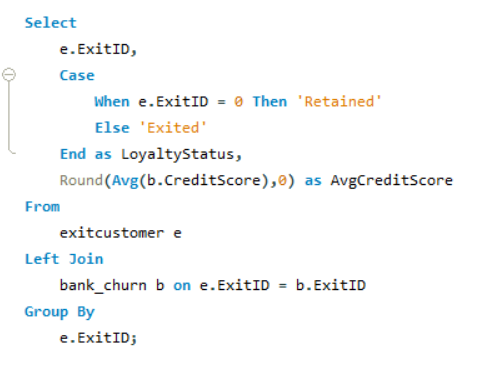 Select
e.ExitID,
Case
When e.ExitID = 0 Then 'Retained'
Else 'Exited'
End as LoyaltyStatus,
Round(Avg(b.CreditScore),0) as AvgCreditScore
From
exitcustomer e
Left Join
bank_churn b on e.ExitID = b.ExitID
Group By
e.ExitID;